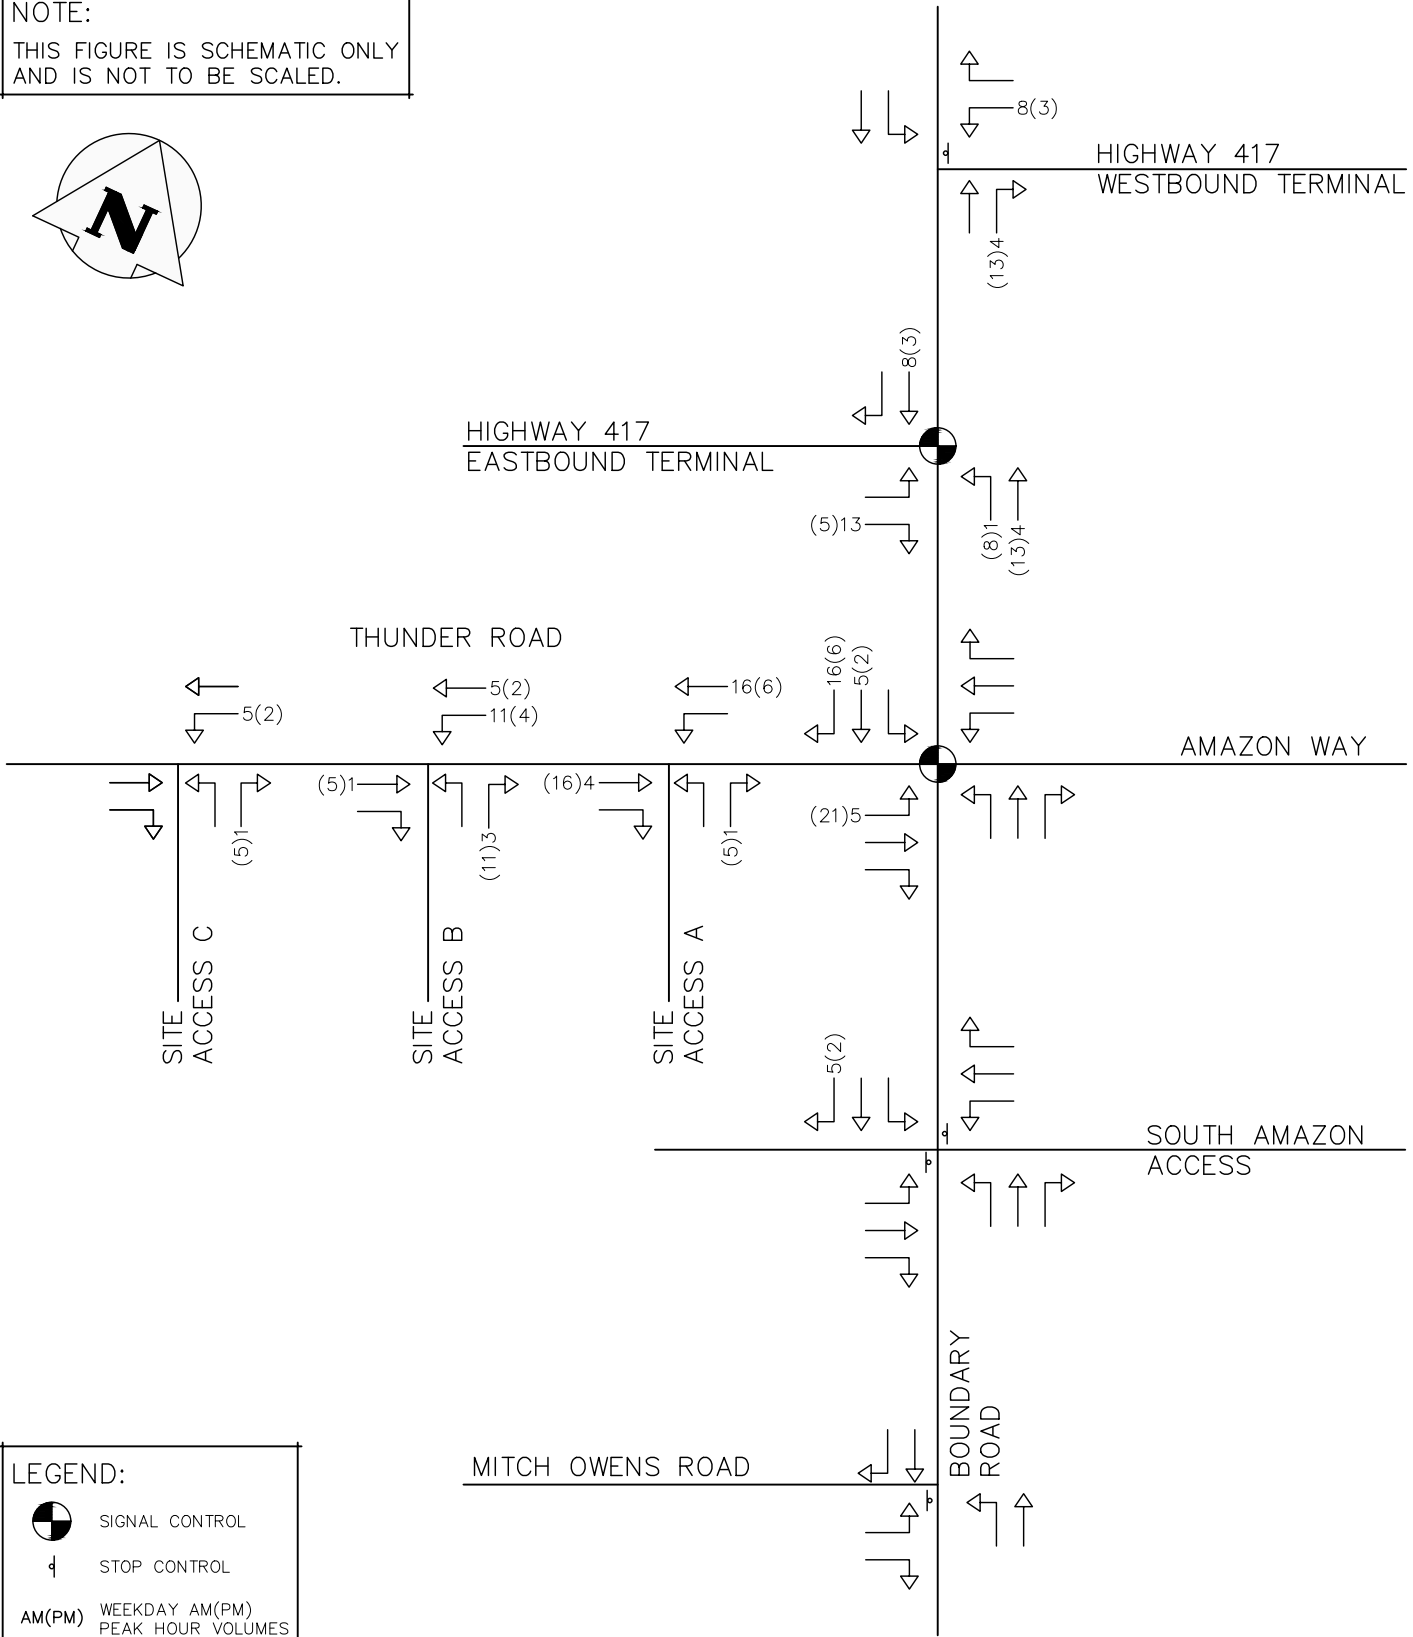 NOTE:
THIS FIGURE IS SCHEMATIC ONLY
AND IS NOT TO BE SCALED.
N
8(3)
HIGHWAY 417
WESTBOUND TERMINAL
(13)4
8(3)
HIGHWAY 417
EASTBOUND TERMINAL
(5)13
(8)1
(13)4
THUNDER ROAD
16(6)
5(2)
5(2)
5(2)
11(4)
16(6)
AMAZON WAY
(5)1
(16)4
(21)5
(5)1
(11)3
(5)1
SITE
ACCESS C
SITE
ACCESS B
SITE
ACCESS A
5(2)
SOUTH AMAZON
ACCESS
BOUNDARY
ROAD
MITCH OWENS ROAD
LEGEND:
SIGNAL CONTROL
STOP CONTROL
AM(PM) WEEKDAY AM(PM)
PEAK HOUR VOLUMES